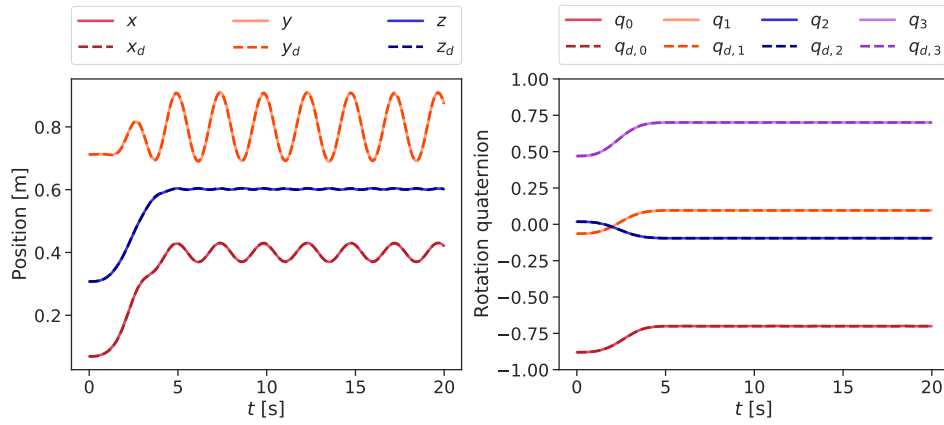 x y z
x_d y_d z_d
Position [m]
0.8
0.6
0.4
0.2
0 5 10 15 20
t [s]
q_0 q_1 q_2 q_3
q_{d,0} q_{d,1} q_{d,2} q_{d,3}
Rotation quaternion
1.00
0.75
0.50
0.25
0.00
−0.25
−0.50
−0.75
−1.00
0 5 10 15 20
t [s]